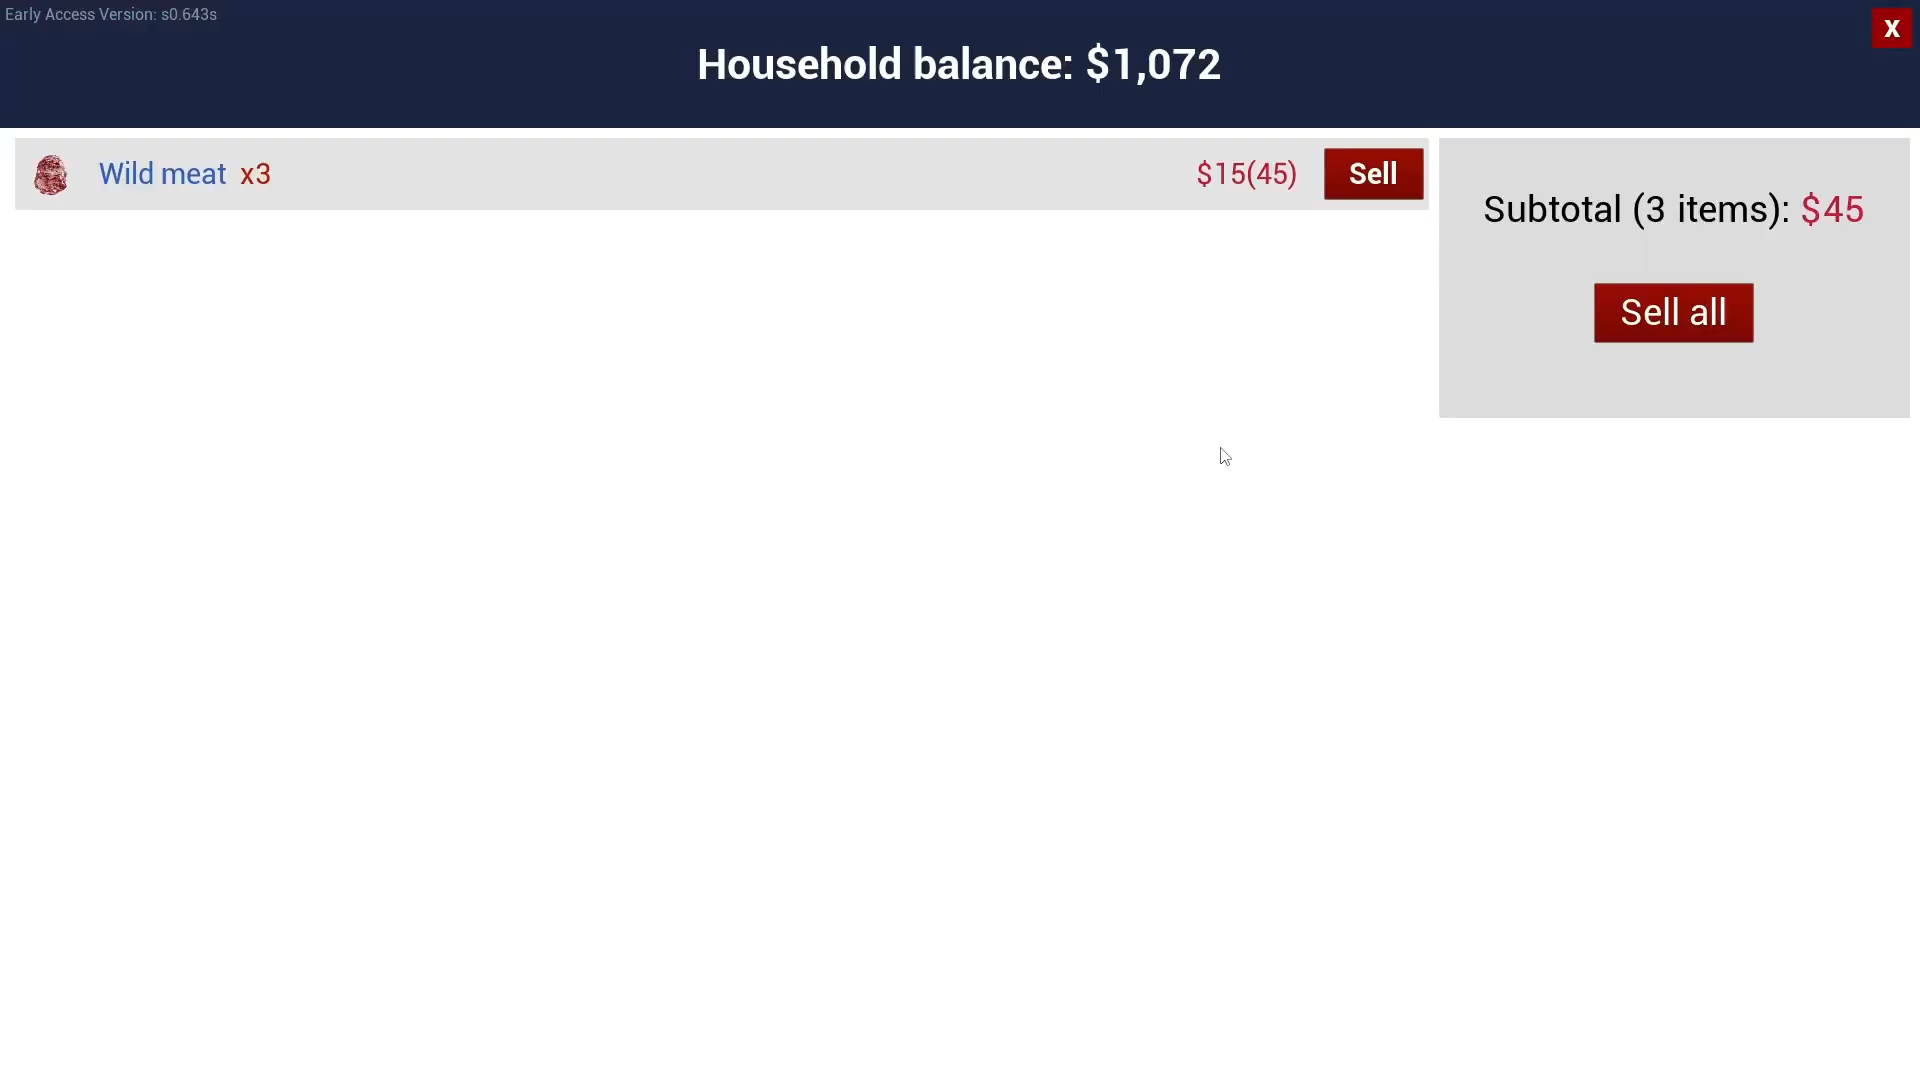 Early Access Version: s0.643s
X
Household balance: $1,072
Wild meat x3 $15(45) Sell
Subtotal (3 items): $45
Sell all